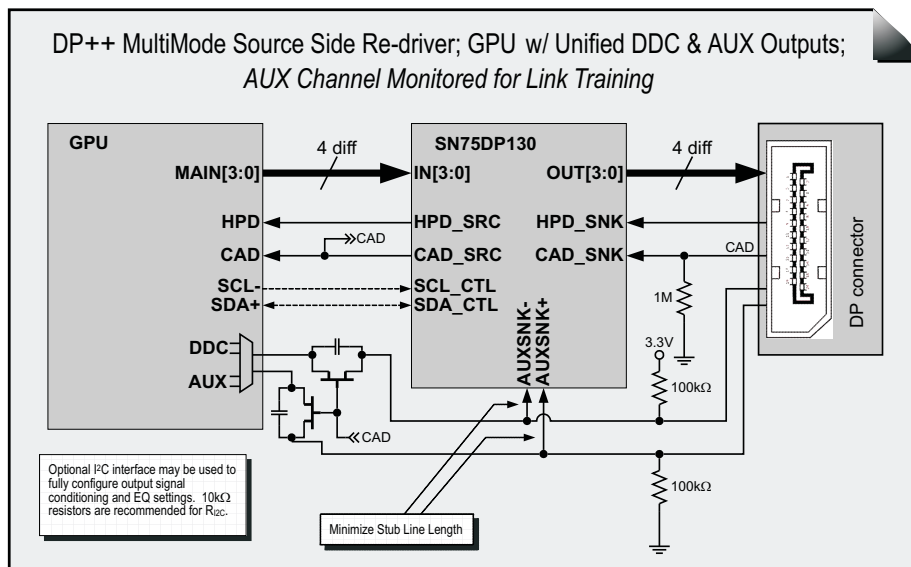 DP++ MultiMode Source Side Re-driver; GPU w/ Unified DDC & AUX Outputs;
AUX Channel Monitored for Link Training
GPU
SN75DP130
4 diff
4 diff
MAIN[3:0]
IN[3:0]
OUT[3:0]
HPD
HPD_SRC
HPD_SNK
CAD
CAD
CAD_SRC
CAD_SNK
CAD
SCL-
SCL_CTL
SDA+
SDA_CTL
1M
DP connector
DDC
AUX
AUXSNK-
AUXSNK+
3.3V
100kΩ
CAD
100kΩ
Optional I²C interface may be used to
fully configure output signal
conditioning and EQ settings. 10kΩ
resistors are recommended for RI2C.
Minimize Stub Line Length